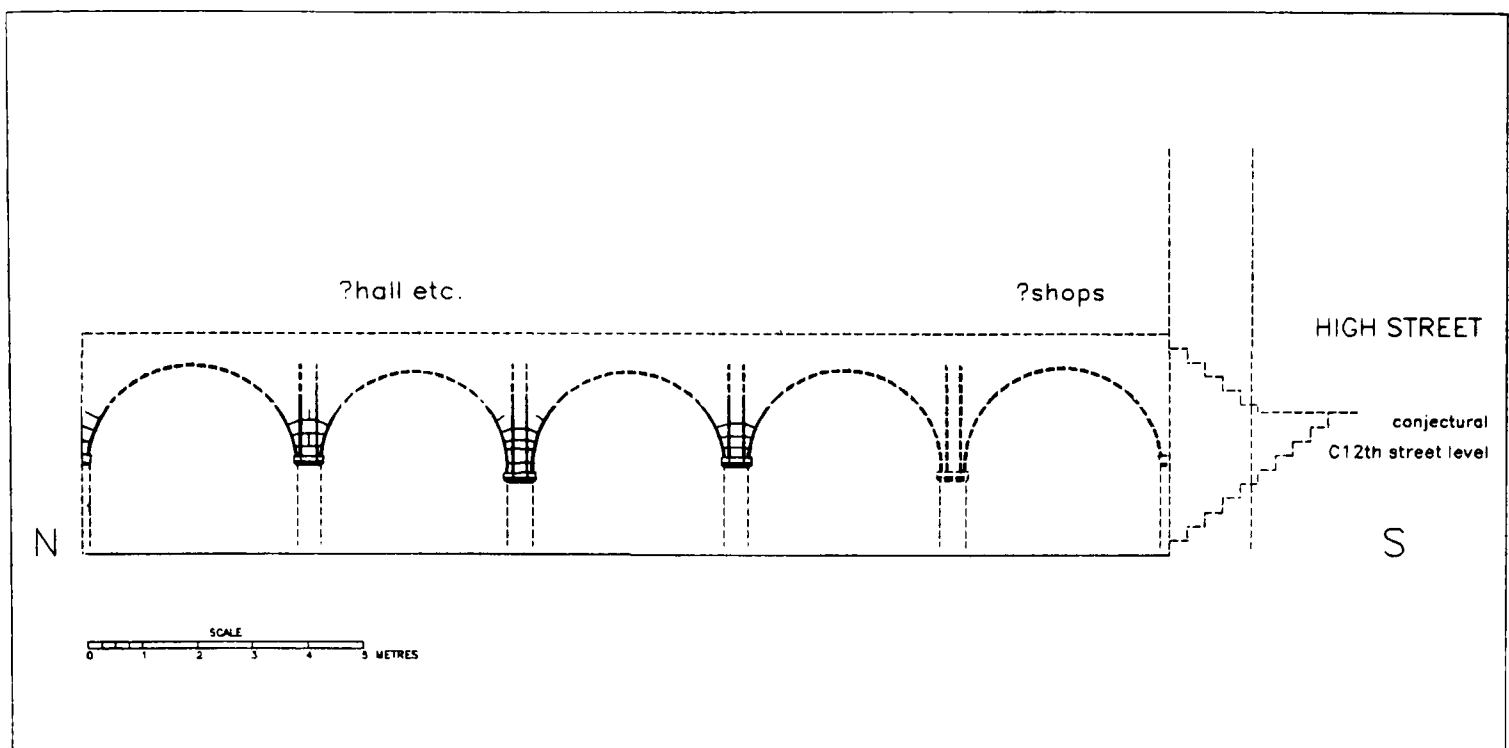 ?hall etc.
?shops
HIGH STREET
conjectural
C12th street level
N
S
SCALE
0 1 2 3 4 5 METRES